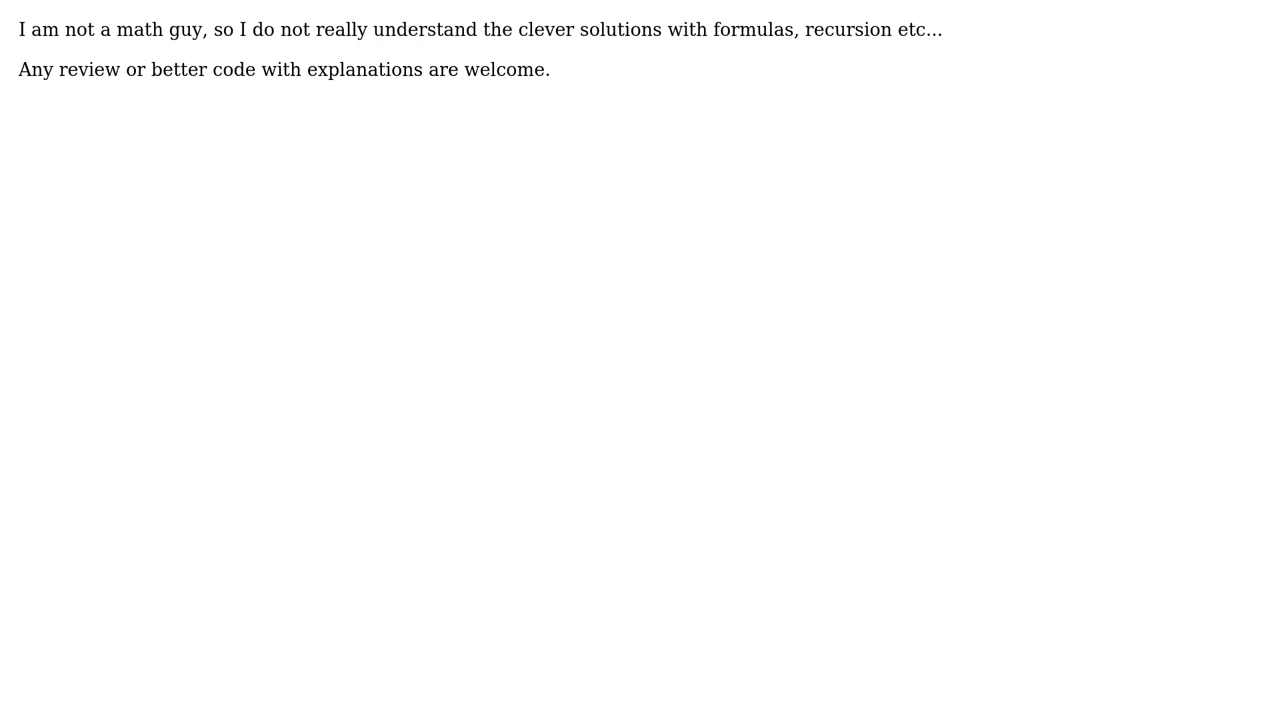 I am not a math guy, so I do not really understand the clever solutions with formulas, recursion etc...
Any review or better code with explanations are welcome.